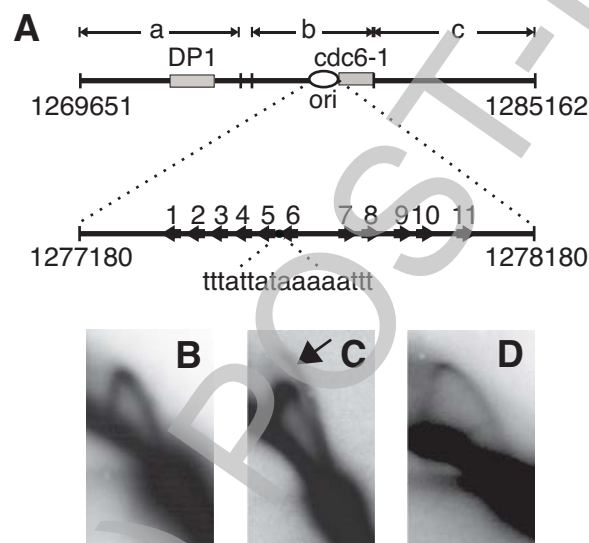 A
a b c
DP1 cdc6-1
ori
1269651 1285162
1 2 3 4 5 6 7 8 9 10 11
1277180 1278180
tttattataaaaattt
B C D
POST-